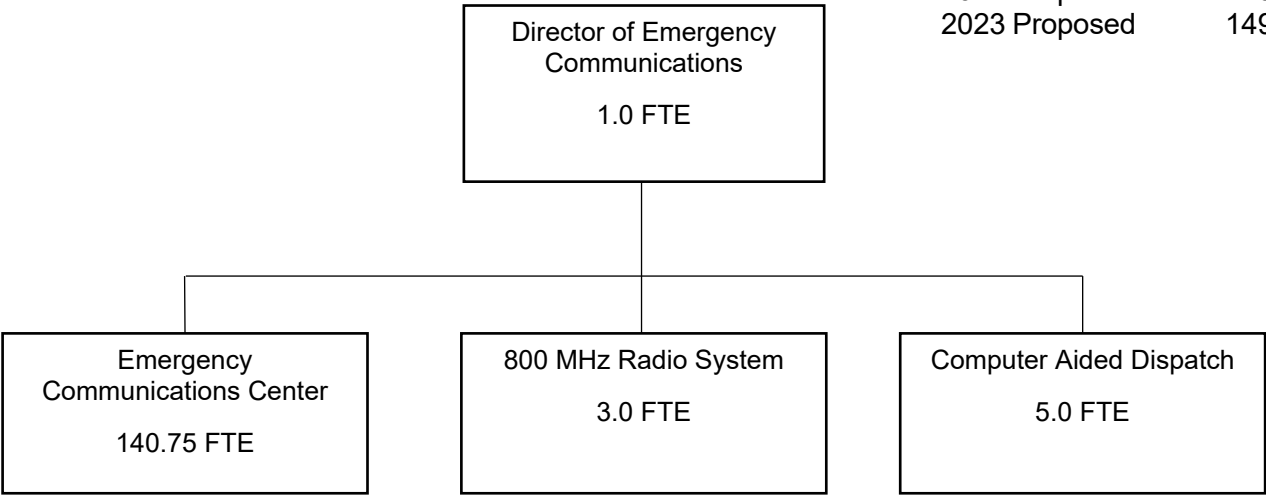 Director of Emergency
Communications
1.0 FTE
2023 Proposed 149
Emergency
Communications Center
140.75 FTE
800 MHz Radio System
3.0 FTE
Computer Aided Dispatch
5.0 FTE